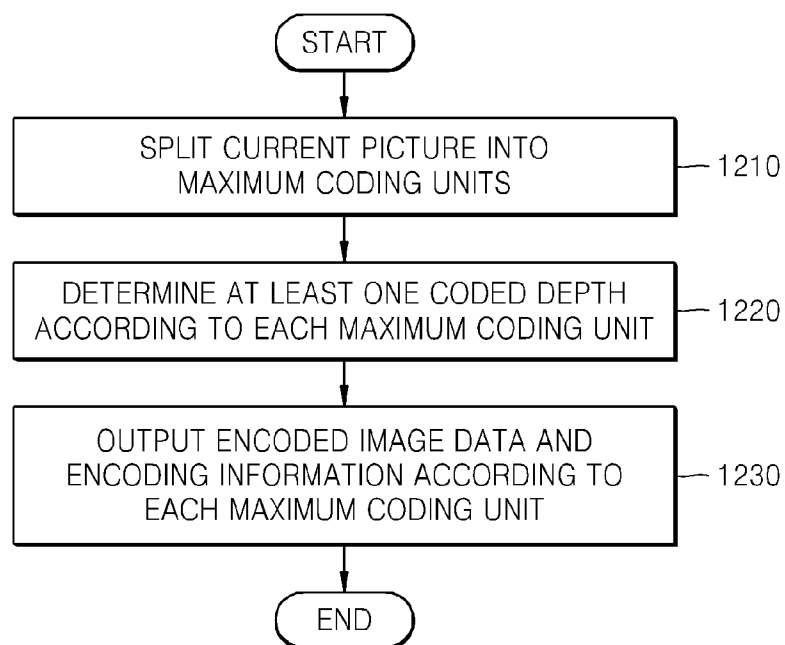 START
SPLIT CURRENT PICTURE INTO
MAXIMUM CODING UNITS
1210
DETERMINE AT LEAST ONE CODED DEPTH
ACCORDING TO EACH MAXIMUM CODING UNIT
1220
OUTPUT ENCODED IMAGE DATA AND
ENCODING INFORMATION ACCORDING TO
EACH MAXIMUM CODING UNIT
1230
END